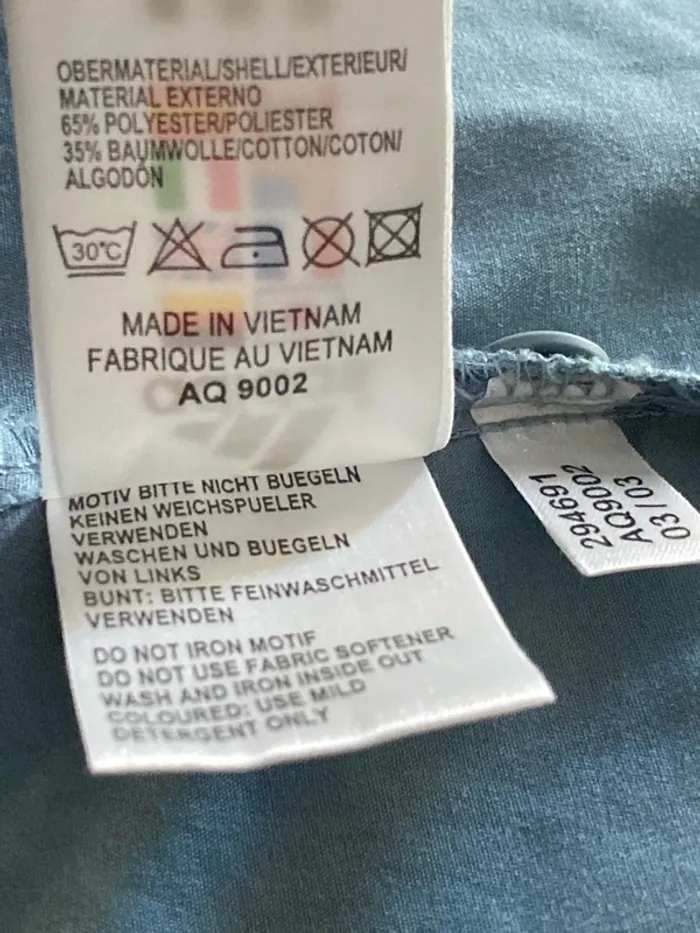 OBERMATERIAL/SHELL/EXTERIEUR/
MATERIAL EXTERNO
65% POLYESTER/POLIESTER
35% BAUMWOLLE/COTTON/COTON/
ALGODÓN
30°C
MADE IN VIETNAM
FABRIQUE AU VIETNAM
AQ 9002
MOTIV BITTE NICHT BUEGELN
KEINEN WEICHSPUELER
VERWENDEN
WASCHEN UND BUEGELN
VON LINKS
BUNT: BITTE FEINWASCHMITTEL
VERWENDEN
DO NOT IRON MOTIF
DO NOT USE FABRIC SOFTENER
WASH AND IRON INSIDE OUT
COLOURED: USE MILD
DETERGENT ONLY
294691
AQ9002
03/03